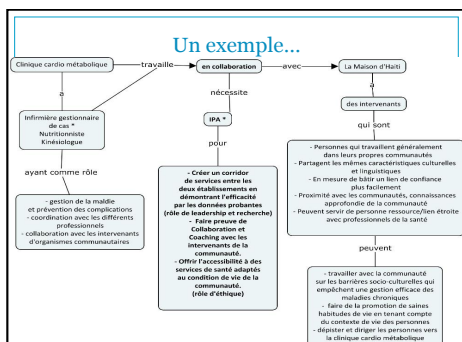 Un exemple...
Clinique cardio métabolique
travaille
en collaboration
avec
La Maison d'Haïti
a
nécessite
a
Infirmière gestionnaire
de cas *
Nutritionniste
Kinésiologue
IPA *
des intervenants
ayant comme rôle
pour
qui sont
- gestion de la maldie
et prévention des complications
- coordination avec les différents
professionnels
- collaboration avec les intervenants
d'organismes communautaires
- Créer un corridor
de services entre les
deux établissements en
démontrant l'efficacité
par les données probantes
(rôle de leadership et recherche)
- Faire preuve de
Collaboration et
Coaching avec les
intervenants de la
communauté.
- Offrir l'accessibilité à des
services de santé adaptés
au condition de vie de la
communauté.
(rôle d'éthique)
- Personnes qui travaillent généralement
dans leurs propres communautés
- Partagent les mêmes caractéristiques culturelles
et linguistiques
- En mesure de bâtir un lien de confiance
plus facilement
- Proximité avec les communautés, connaissances
approfondie de la communauté
- Peuvent servir de personne ressource/lien étroite
avec professionnels de la santé
peuvent
- travailler avec la communauté
sur les barrières socio-culturelles qui
empêchent une gestion efficace des
maladies chroniques
- faire de la promotion de saines
habitudes de vie en tenant compte
du contexte de vie des personnes
- dépister et diriger les personnes vers
la clinique cardio métabolique